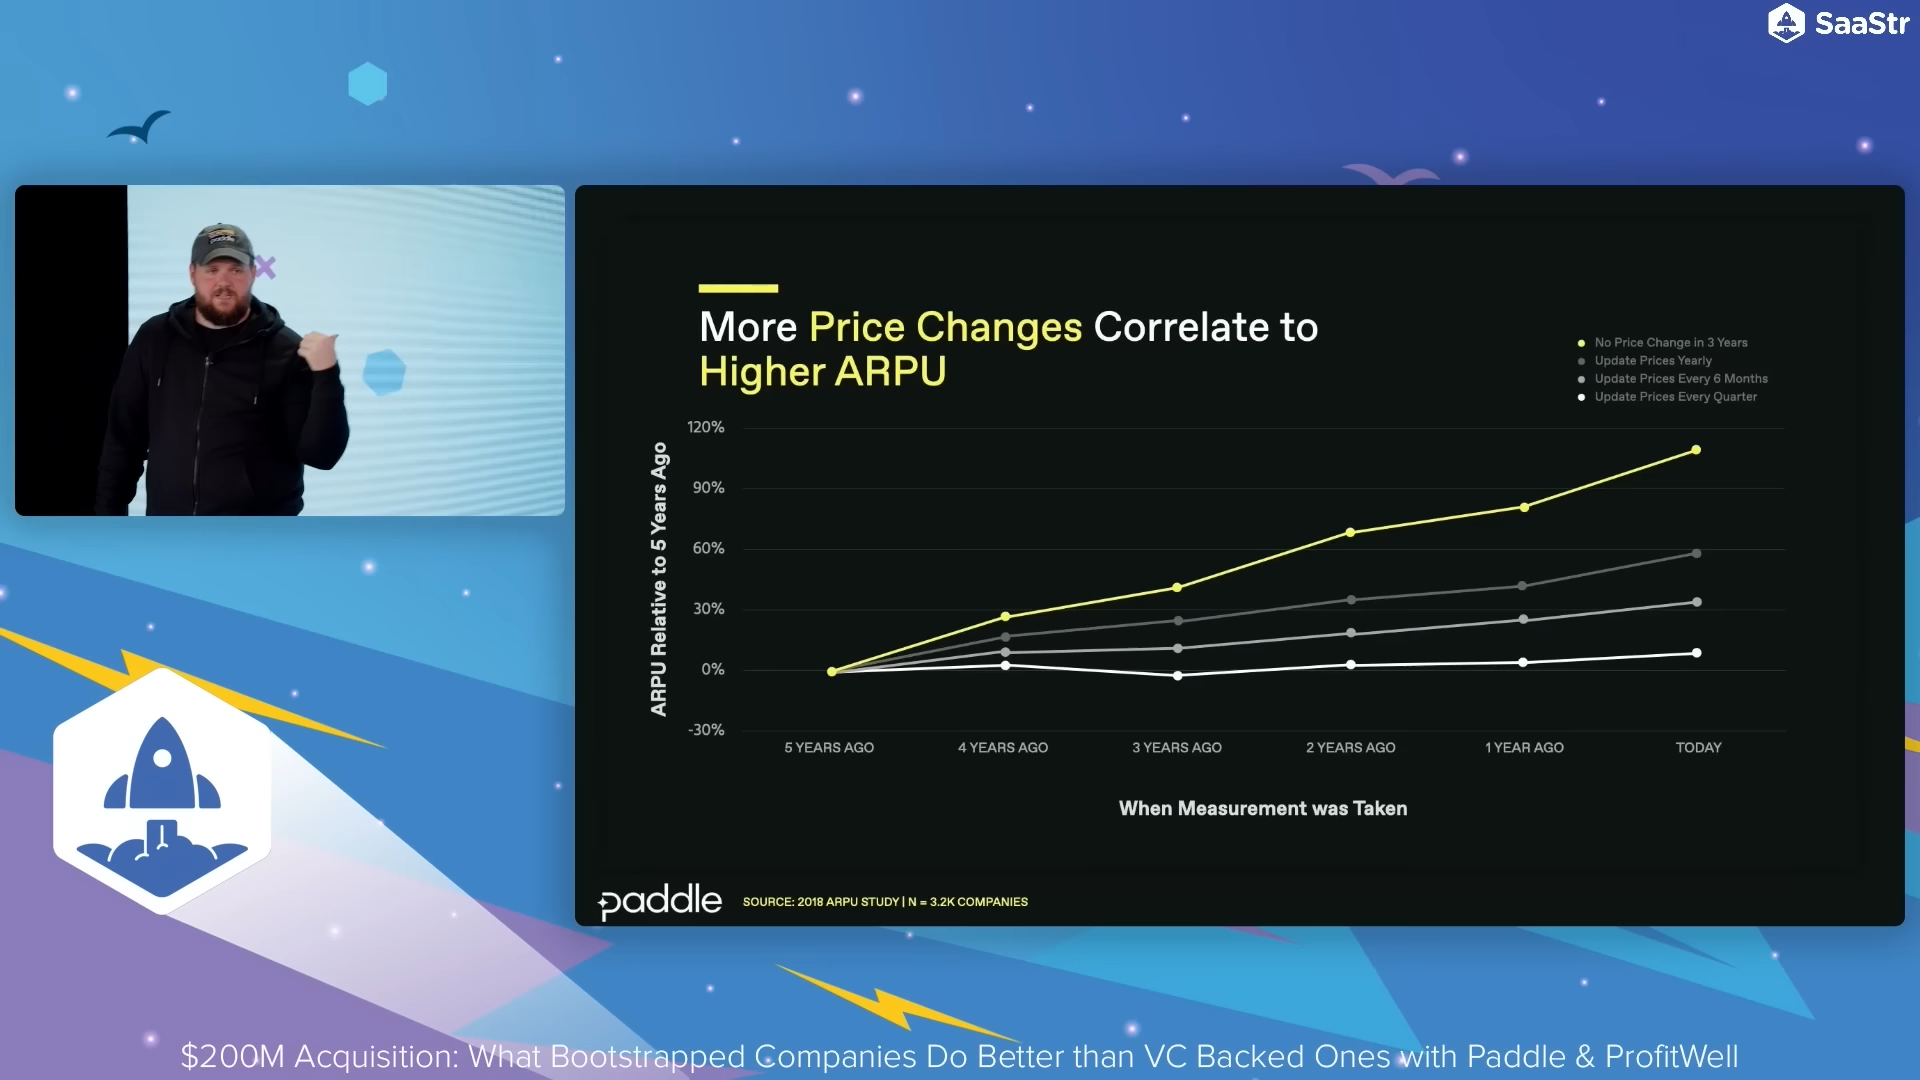 SaaStr
paddle
More Price Changes Correlate to
Higher ARPU
No Price Change in 3 Years
Update Prices Yearly
Update Prices Every 6 Months
Update Prices Every Quarter
ARPU Relative to 5 Years Ago
120%
90%
60%
30%
0%
-30%
5 YEARS AGO
4 YEARS AGO
3 YEARS AGO
2 YEARS AGO
1 YEAR AGO
TODAY
When Measurement was Taken
paddle
SOURCE: 2018 ARPU STUDY | N = 3.2K COMPANIES
$200M Acquisition: What Bootstrapped Companies Do Better than VC Backed Ones with Paddle & ProfitWell